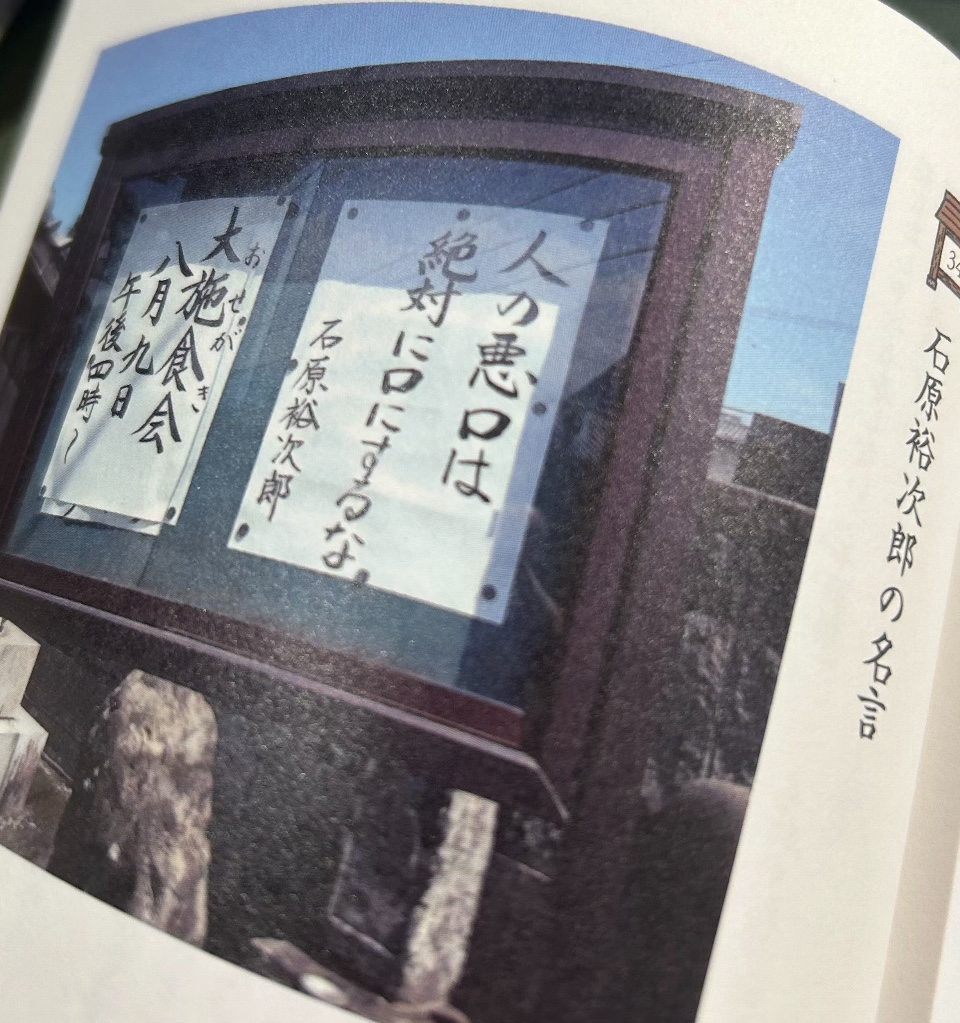 石原裕次郎の名言
人の悪口は
絶対に口にするな
石原裕次郎
大施食会
おせがき
八月九日
午後四時〜